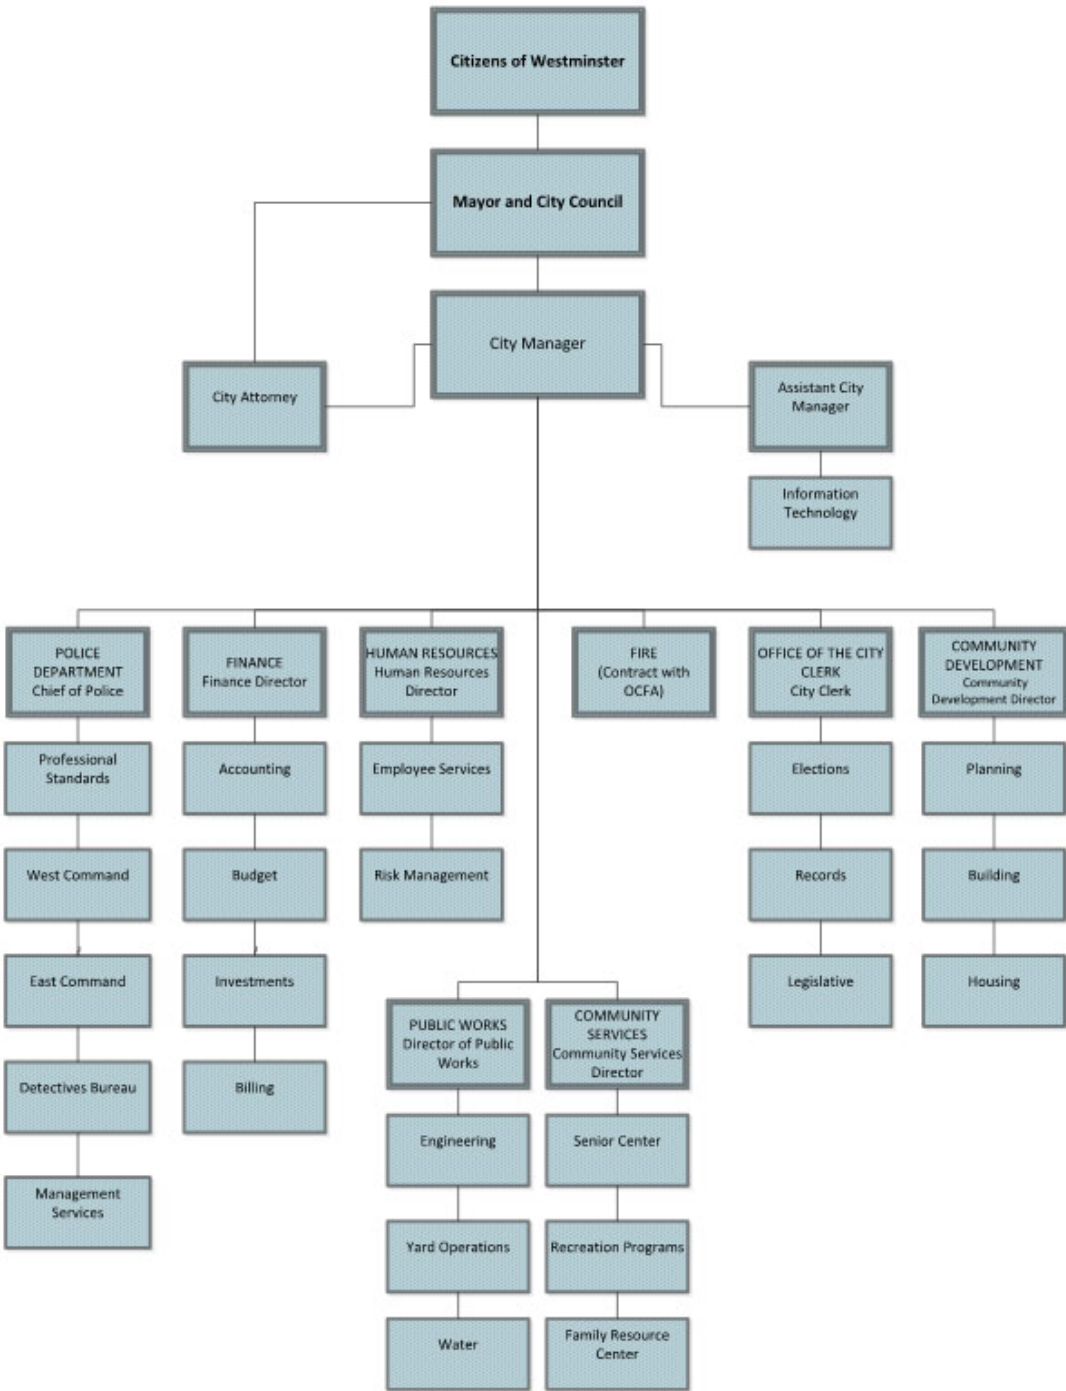 Citizens of Westminster
Mayor and City Council
City Manager
City Attorney
Assistant City
Manager
Information
Technology
POLICE
DEPARTMENT
Chief of Police
FINANCE
Finance Director
HUMAN RESOURCES
Human Resources
Director
FIRE
(Contract with
OCFA)
OFFICE OF THE CITY
CLERK
City Clerk
COMMUNITY
DEVELOPMENT
Community
Development Director
Professional
Standards
Accounting
Employee Services
Elections
Planning
West Command
Budget
Risk Management
Records
Building
East Command
Investments
Legislative
Housing
PUBLIC WORKS
Director of Public
Works
COMMUNITY
SERVICES
Community Services
Director
Detectives Bureau
Billing
Engineering
Senior Center
Management
Services
Yard Operations
Recreation Programs
Water
Family Resource
Center